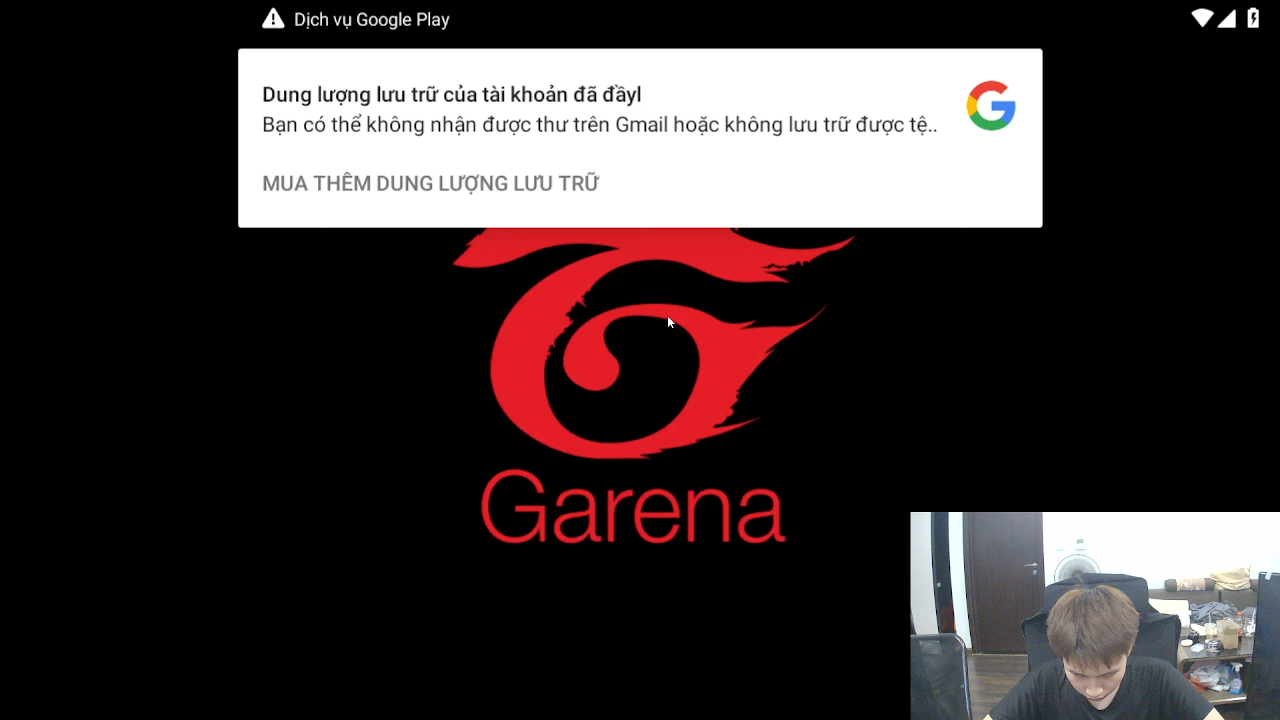 Dịch vụ Google Play
Dung lượng lưu trữ của tài khoản đã đầyl
Bạn có thể không nhận được thư trên Gmail hoặc không lưu trữ được tệ..
MUA THÊM DUNG LƯỢNG LƯU TRỮ
Garena